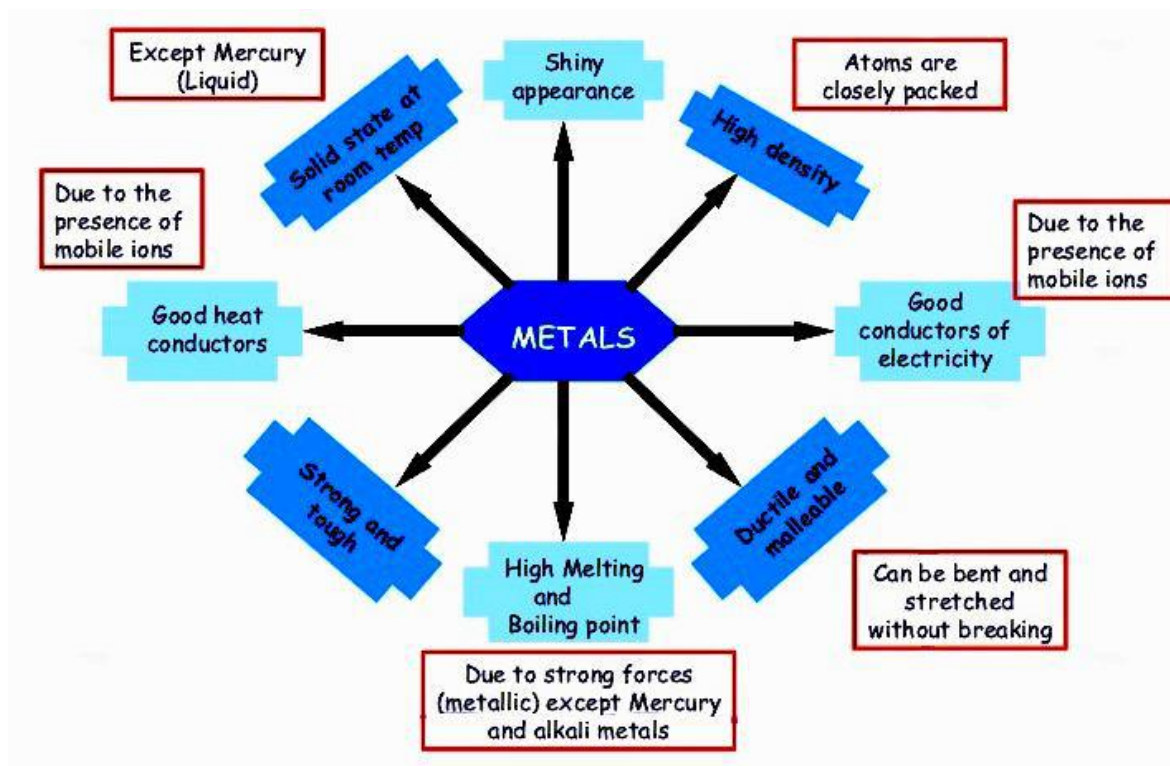 Except Mercury
(Liquid)
Shiny
appearance
Atoms are
closely packed
Solid state at
room temp
High density
Due to the
presence of
mobile ions
Due to the
presence of
mobile ions
Good heat
conductors
METALS
Good
conductors of
electricity
Strong and
tough
High Melting
and
Boiling point
Ductile and
malleable
Can be bent and
stretched
without breaking
Due to strong forces
(metallic) except Mercury
and alkali metals